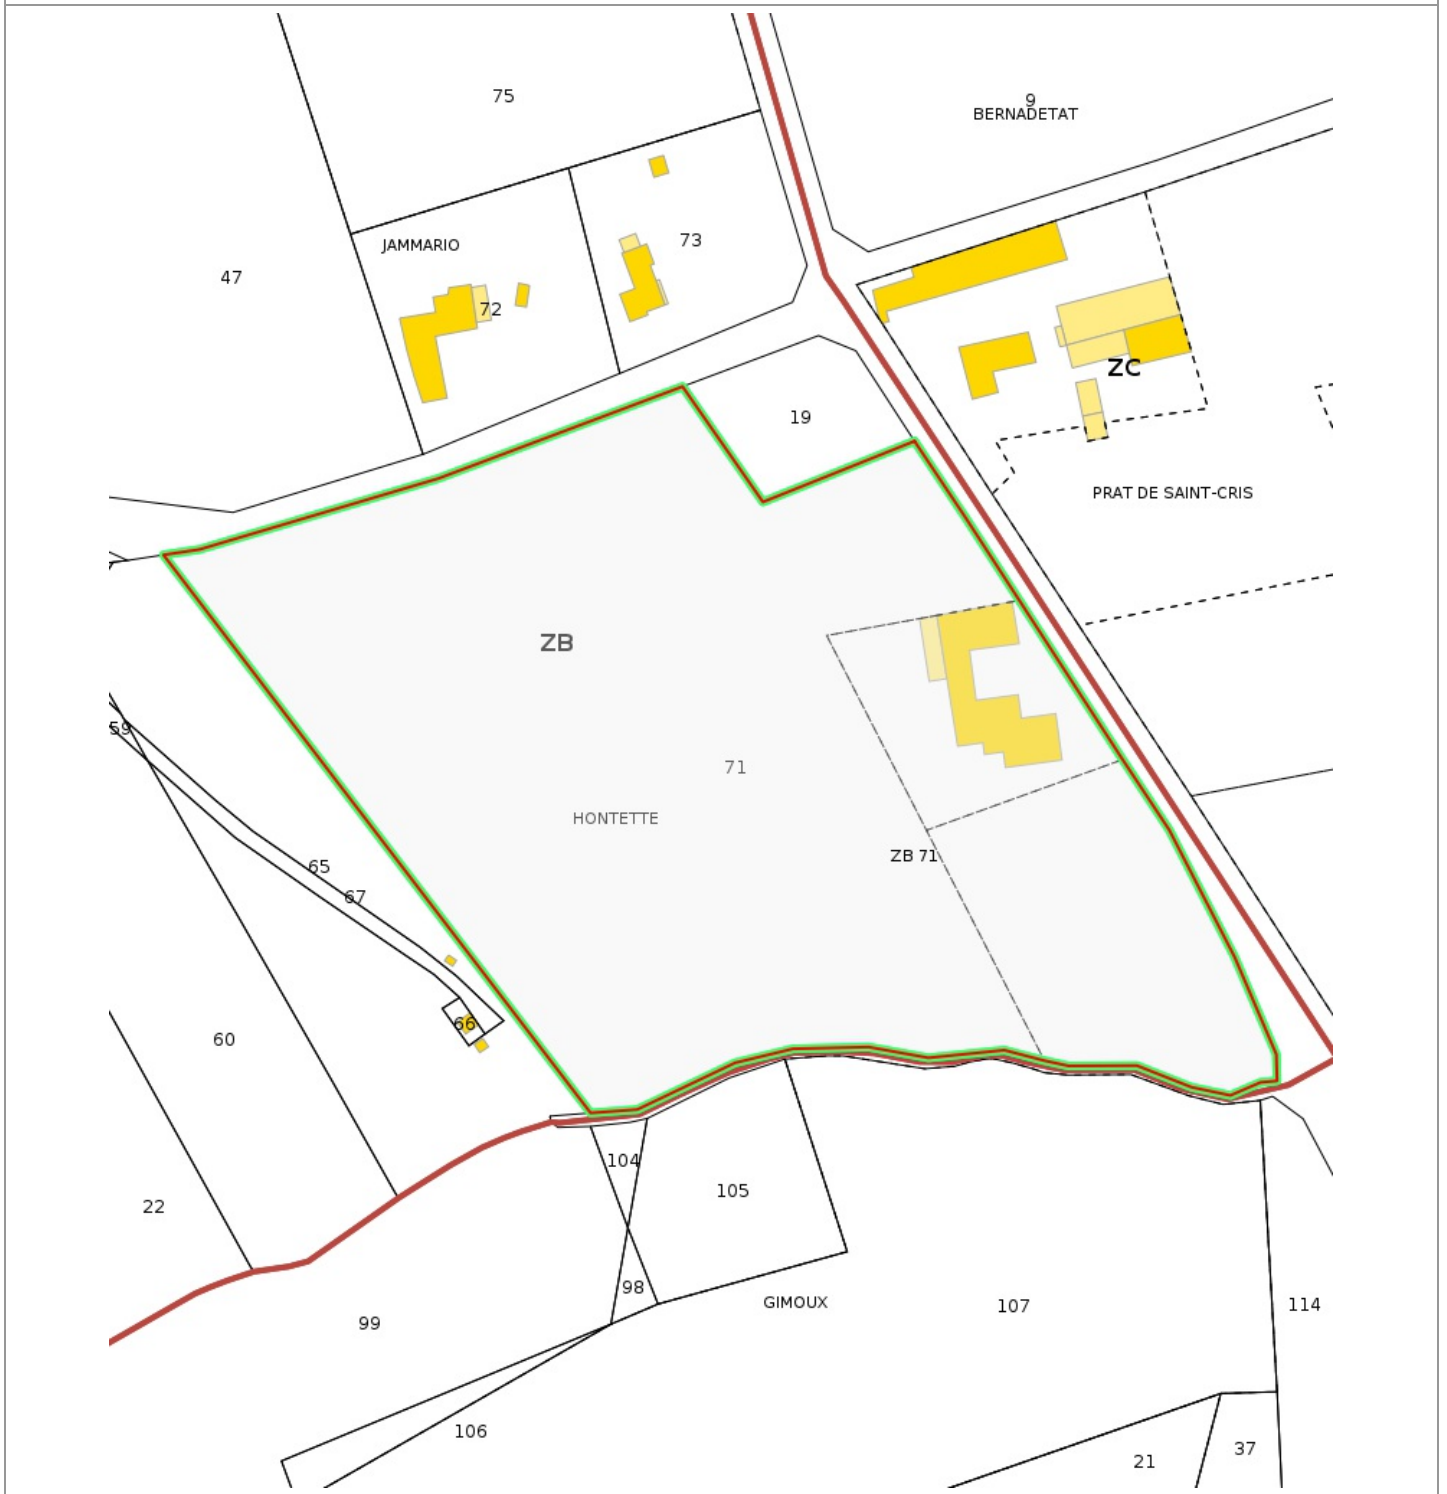 75
9
BERNADETAT
73
JAMMARIO
47
72
ZC
19
PRAT DE SAINT-CRIS
ZB
59
71
HONTETTE
ZB 71
65
67
66
60
104
105
22
98
GIMOUX
107
114
99
106
37
21